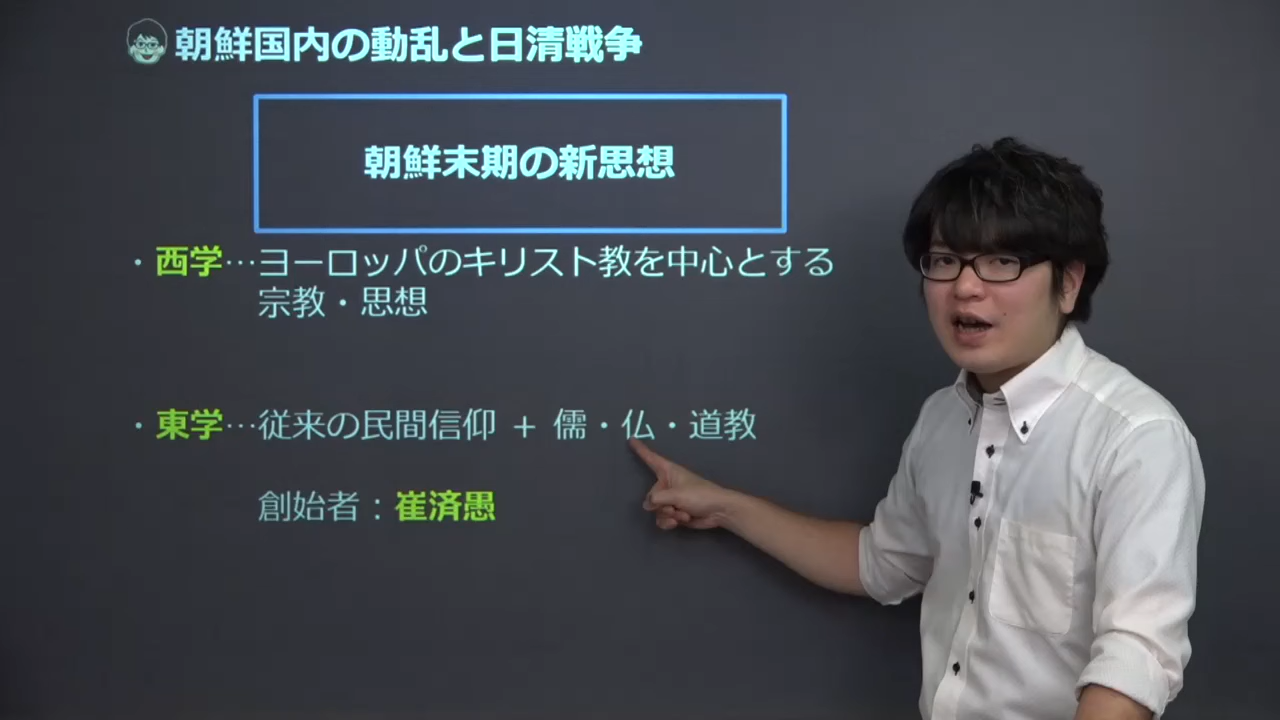 朝鮮国内の動乱と日清戦争
朝鮮末期の新思想
・西学…ヨーロッパのキリスト教を中心とする
宗教・思想
・東学…従来の民間信仰 + 儒・仏・道教
創始者：崔済愚